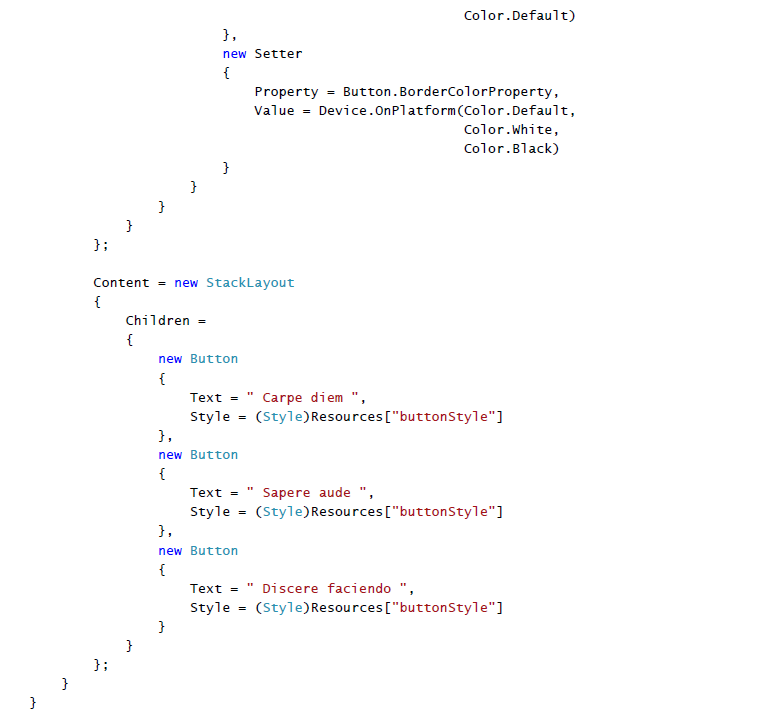 Color.Default)
                        },
                        new Setter
                        {
                            Property = Button.BorderColorProperty,
                            Value = Device.OnPlatform(Color.Default,
                                                      Color.White,
                                                      Color.Black)
                        }
                    }
                }
            }
        };

        Content = new StackLayout
        {
            Children =
            {
                new Button
                {
                    Text = " Carpe diem ",
                    Style = (Style)Resources["buttonStyle"]
                },
                new Button
                {
                    Text = " Sapere aude ",
                    Style = (Style)Resources["buttonStyle"]
                },
                new Button
                {
                    Text = " Discere faciendo ",
                    Style = (Style)Resources["buttonStyle"]
                }
            }
        };
    }
}